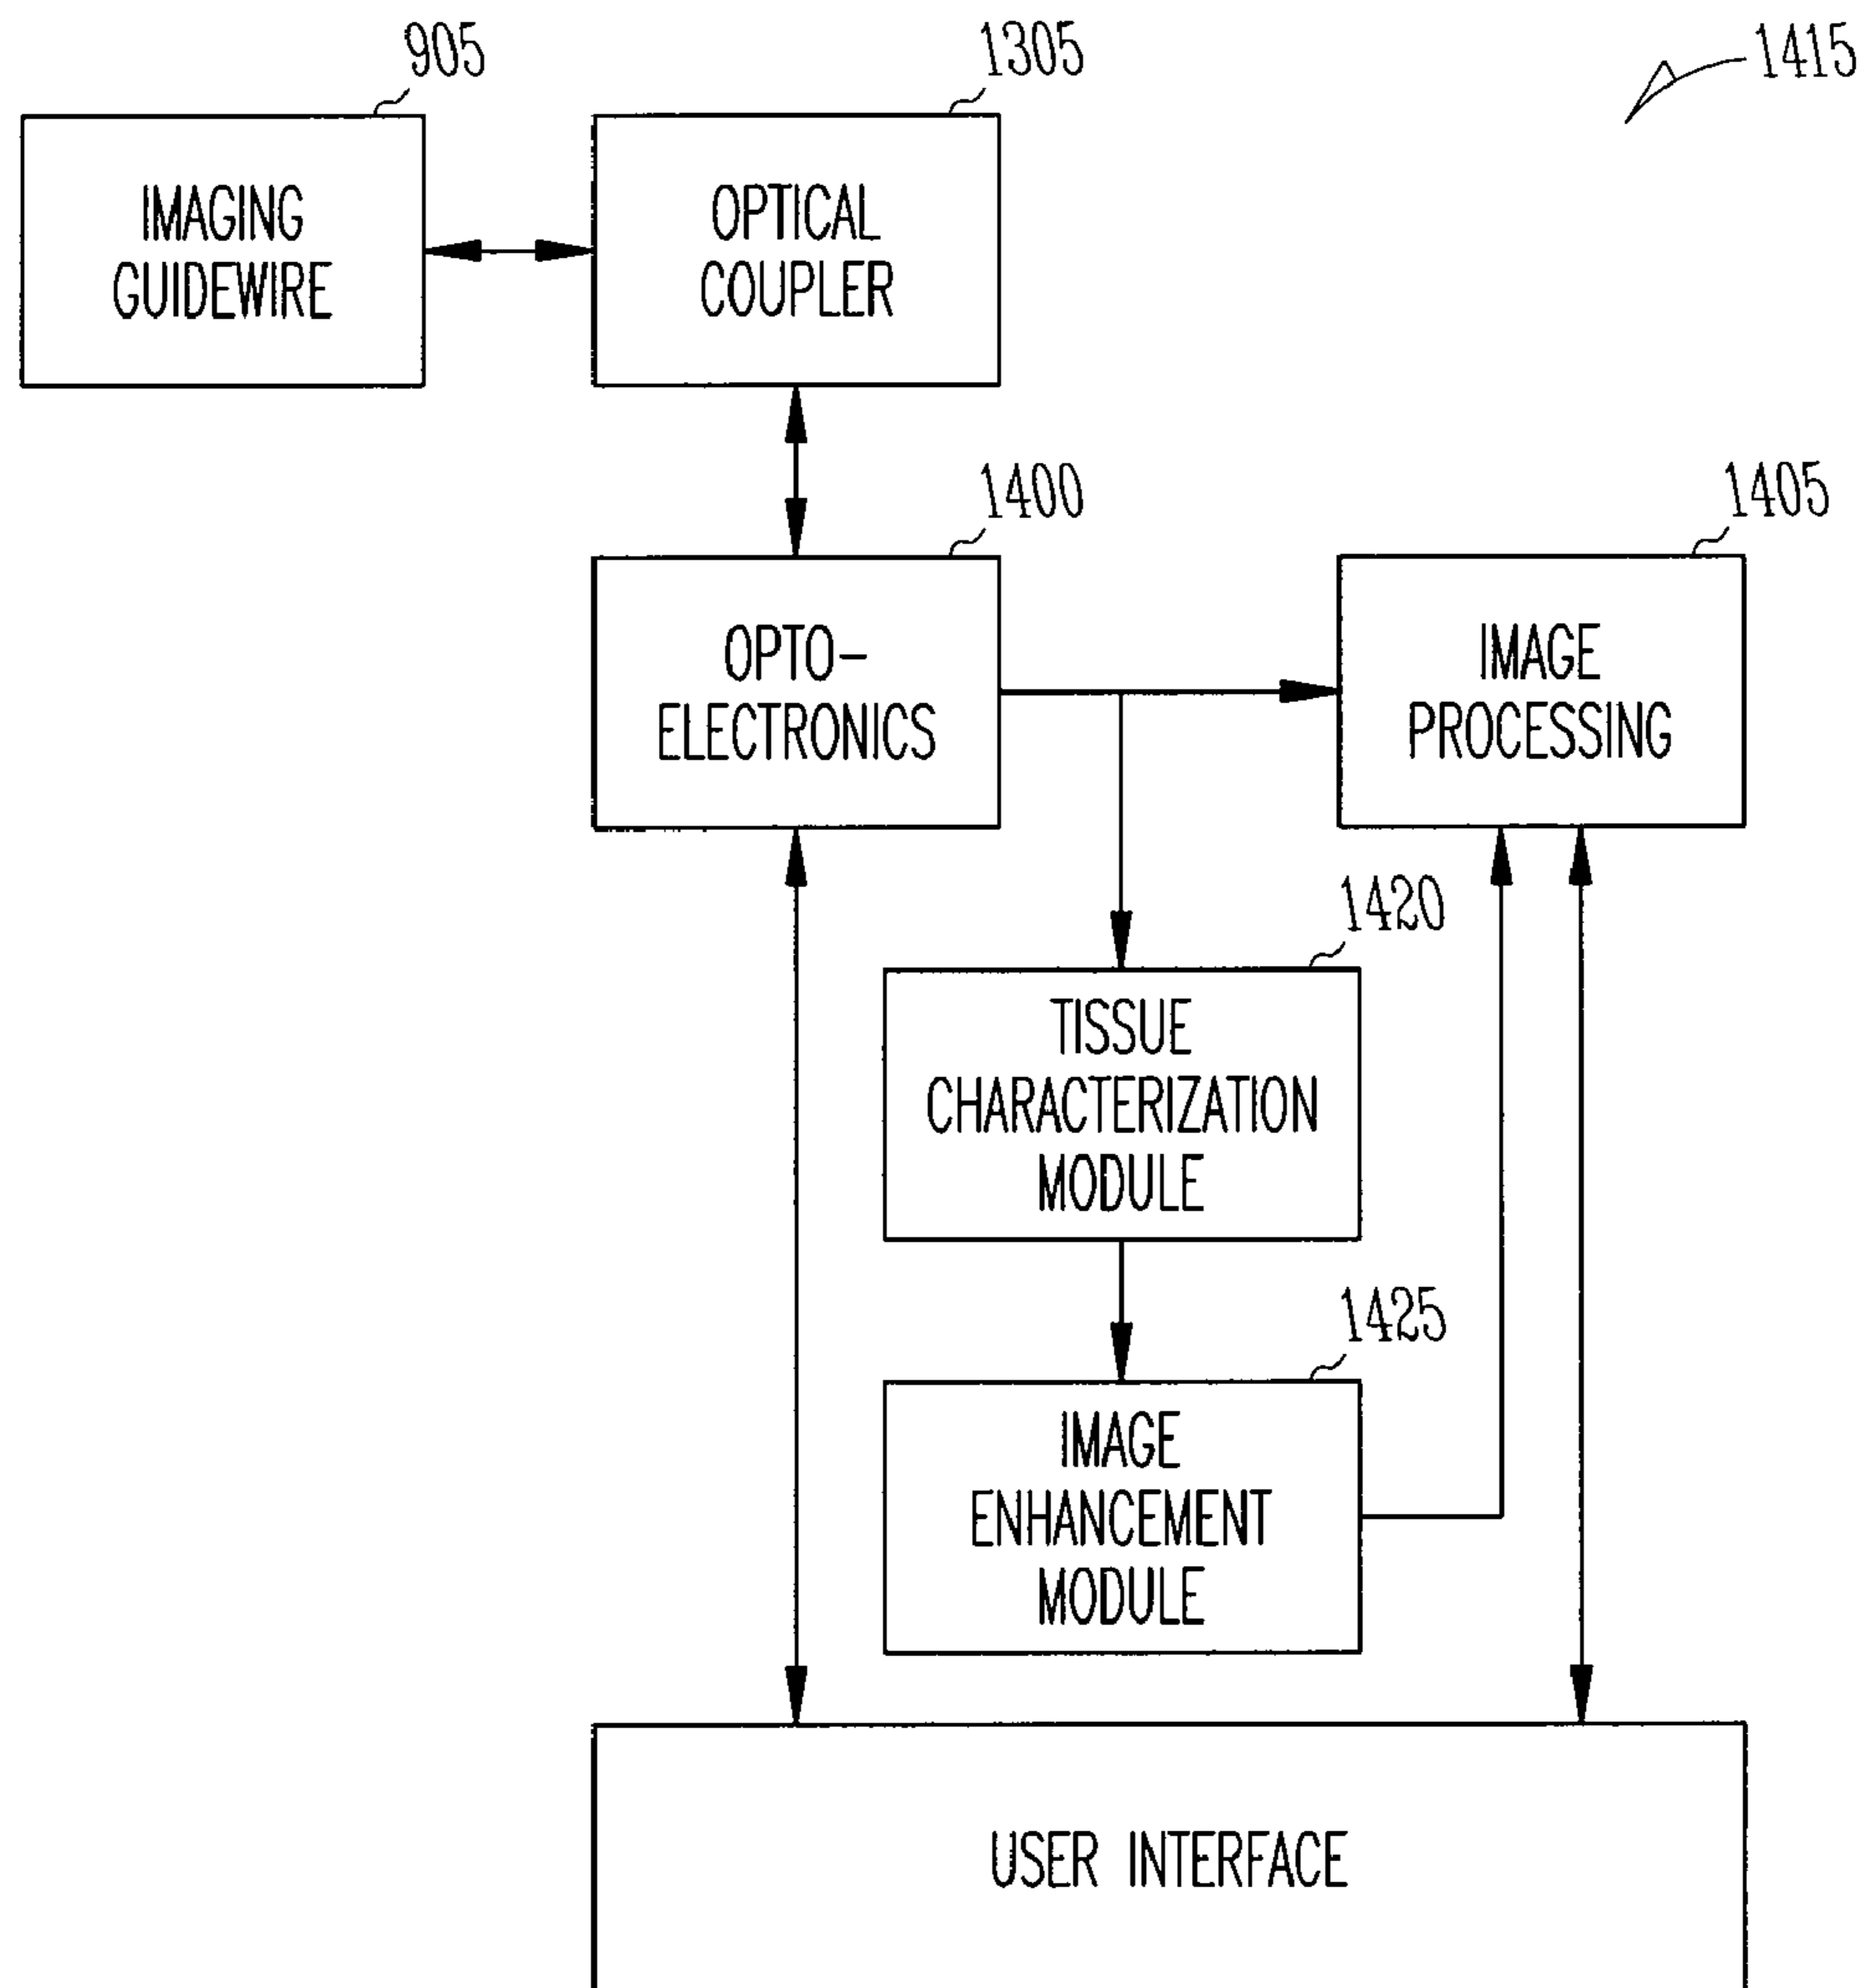 905
1305
1415
IMAGING
GUIDEWIRE
OPTICAL
COUPLER
1400
1405
OPTO-
ELECTRONICS
IMAGE
PROCESSING
1420
TISSUE
CHARACTERIZATION
MODULE
1425
IMAGE
ENHANCEMENT
MODULE
USER INTERFACE